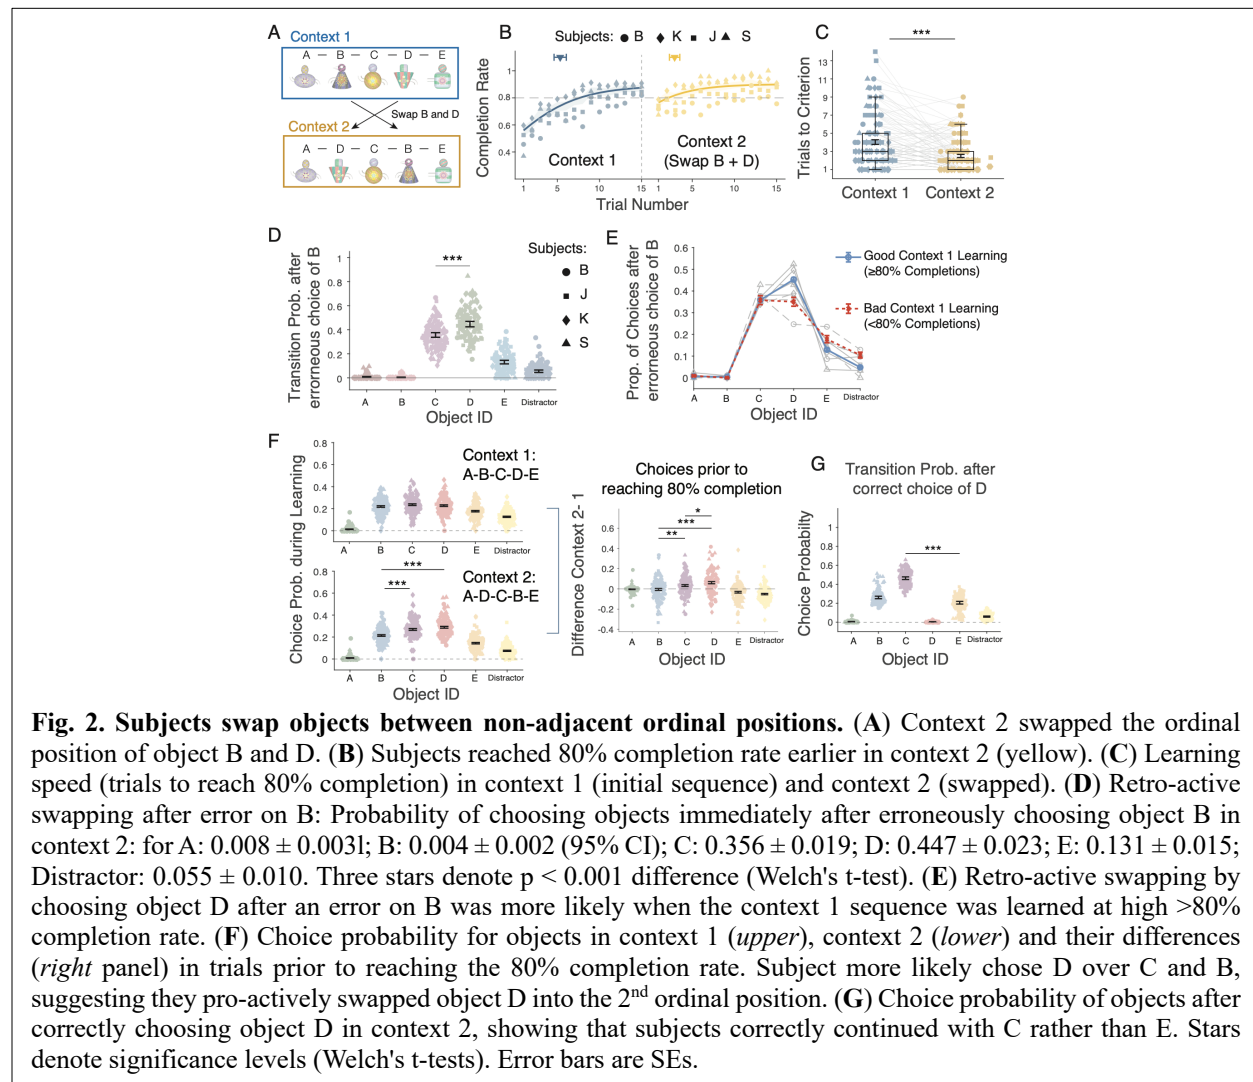 A
Context 1
A – B – C – D – E
Swap B and D
Context 2
A – D – C – B – E
B
Subjects: B K J S
Completion Rate
1
0.8
0.6
0.4
Context 1
Context 2
(Swap B + D)
1 5 10 15 1 5 10 15
Trial Number
C
***
Trials to Criterion
13
11
9
7
5
3
1
Context 1 Context 2
D
Transition Prob. after
errorneous choice of B
***
Subjects:
B
J
K
S
1
0.8
0.6
0.4
0.2
0
A B C D E Distractor
Object ID
E
Prop. of Choices after
erroneous choice of B
0.6
0.5
0.4
0.3
0.2
0.1
0
Good Context 1 Learning
(≥80% Completions)
Bad Context 1 Learning
(<80% Completions)
A B C D E Distractor
Object ID
F
Choice Prob. during Learning
0.8
0.6
0.4
0.2
0
Context 1:
A-B-C-D-E
A B C D E Distractor
0.8
0.6
0.4
0.2
0
***
***
Context 2:
A-D-C-B-E
A B C D E Distractor
Object ID
Choices prior to
reaching 80% completion
Difference Context 2- 1
*
***
**
0.6
0.4
0.2
0
-0.2
-0.4
A B C D E Distractor
Object ID
G
Transition Prob. after
correct choice of D
Choice Probability
***
1
0.8
0.6
0.4
0.2
0
A B C D E Distractor
Object ID
Fig. 2. Subjects swap objects between non-adjacent ordinal positions. (A) Context 2 swapped the ordinal
position of object B and D. (B) Subjects reached 80% completion rate earlier in context 2 (yellow). (C) Learning
speed (trials to reach 80% completion) in context 1 (initial sequence) and context 2 (swapped). (D) Retro-active
swapping after error on B: Probability of choosing objects immediately after erroneously choosing object B in
context 2: for A: 0.008 ± 0.003l; B: 0.004 ± 0.002 (95% CI); C: 0.356 ± 0.019; D: 0.447 ± 0.023; E: 0.131 ± 0.015;
Distractor: 0.055 ± 0.010. Three stars denote p < 0.001 difference (Welch's t-test). (E) Retro-active swapping by
choosing object D after an error on B was more likely when the context 1 sequence was learned at high >80%
completion rate. (F) Choice probability for objects in context 1 (upper), context 2 (lower) and their differences
(right panel) in trials prior to reaching the 80% completion rate. Subject more likely chose D over C and B,
suggesting they pro-actively swapped object D into the 2nd ordinal position. (G) Choice probability of objects after
correctly choosing object D in context 2, showing that subjects correctly continued with C rather than E. Stars
denote significance levels (Welch's t-tests). Error bars are SEs.